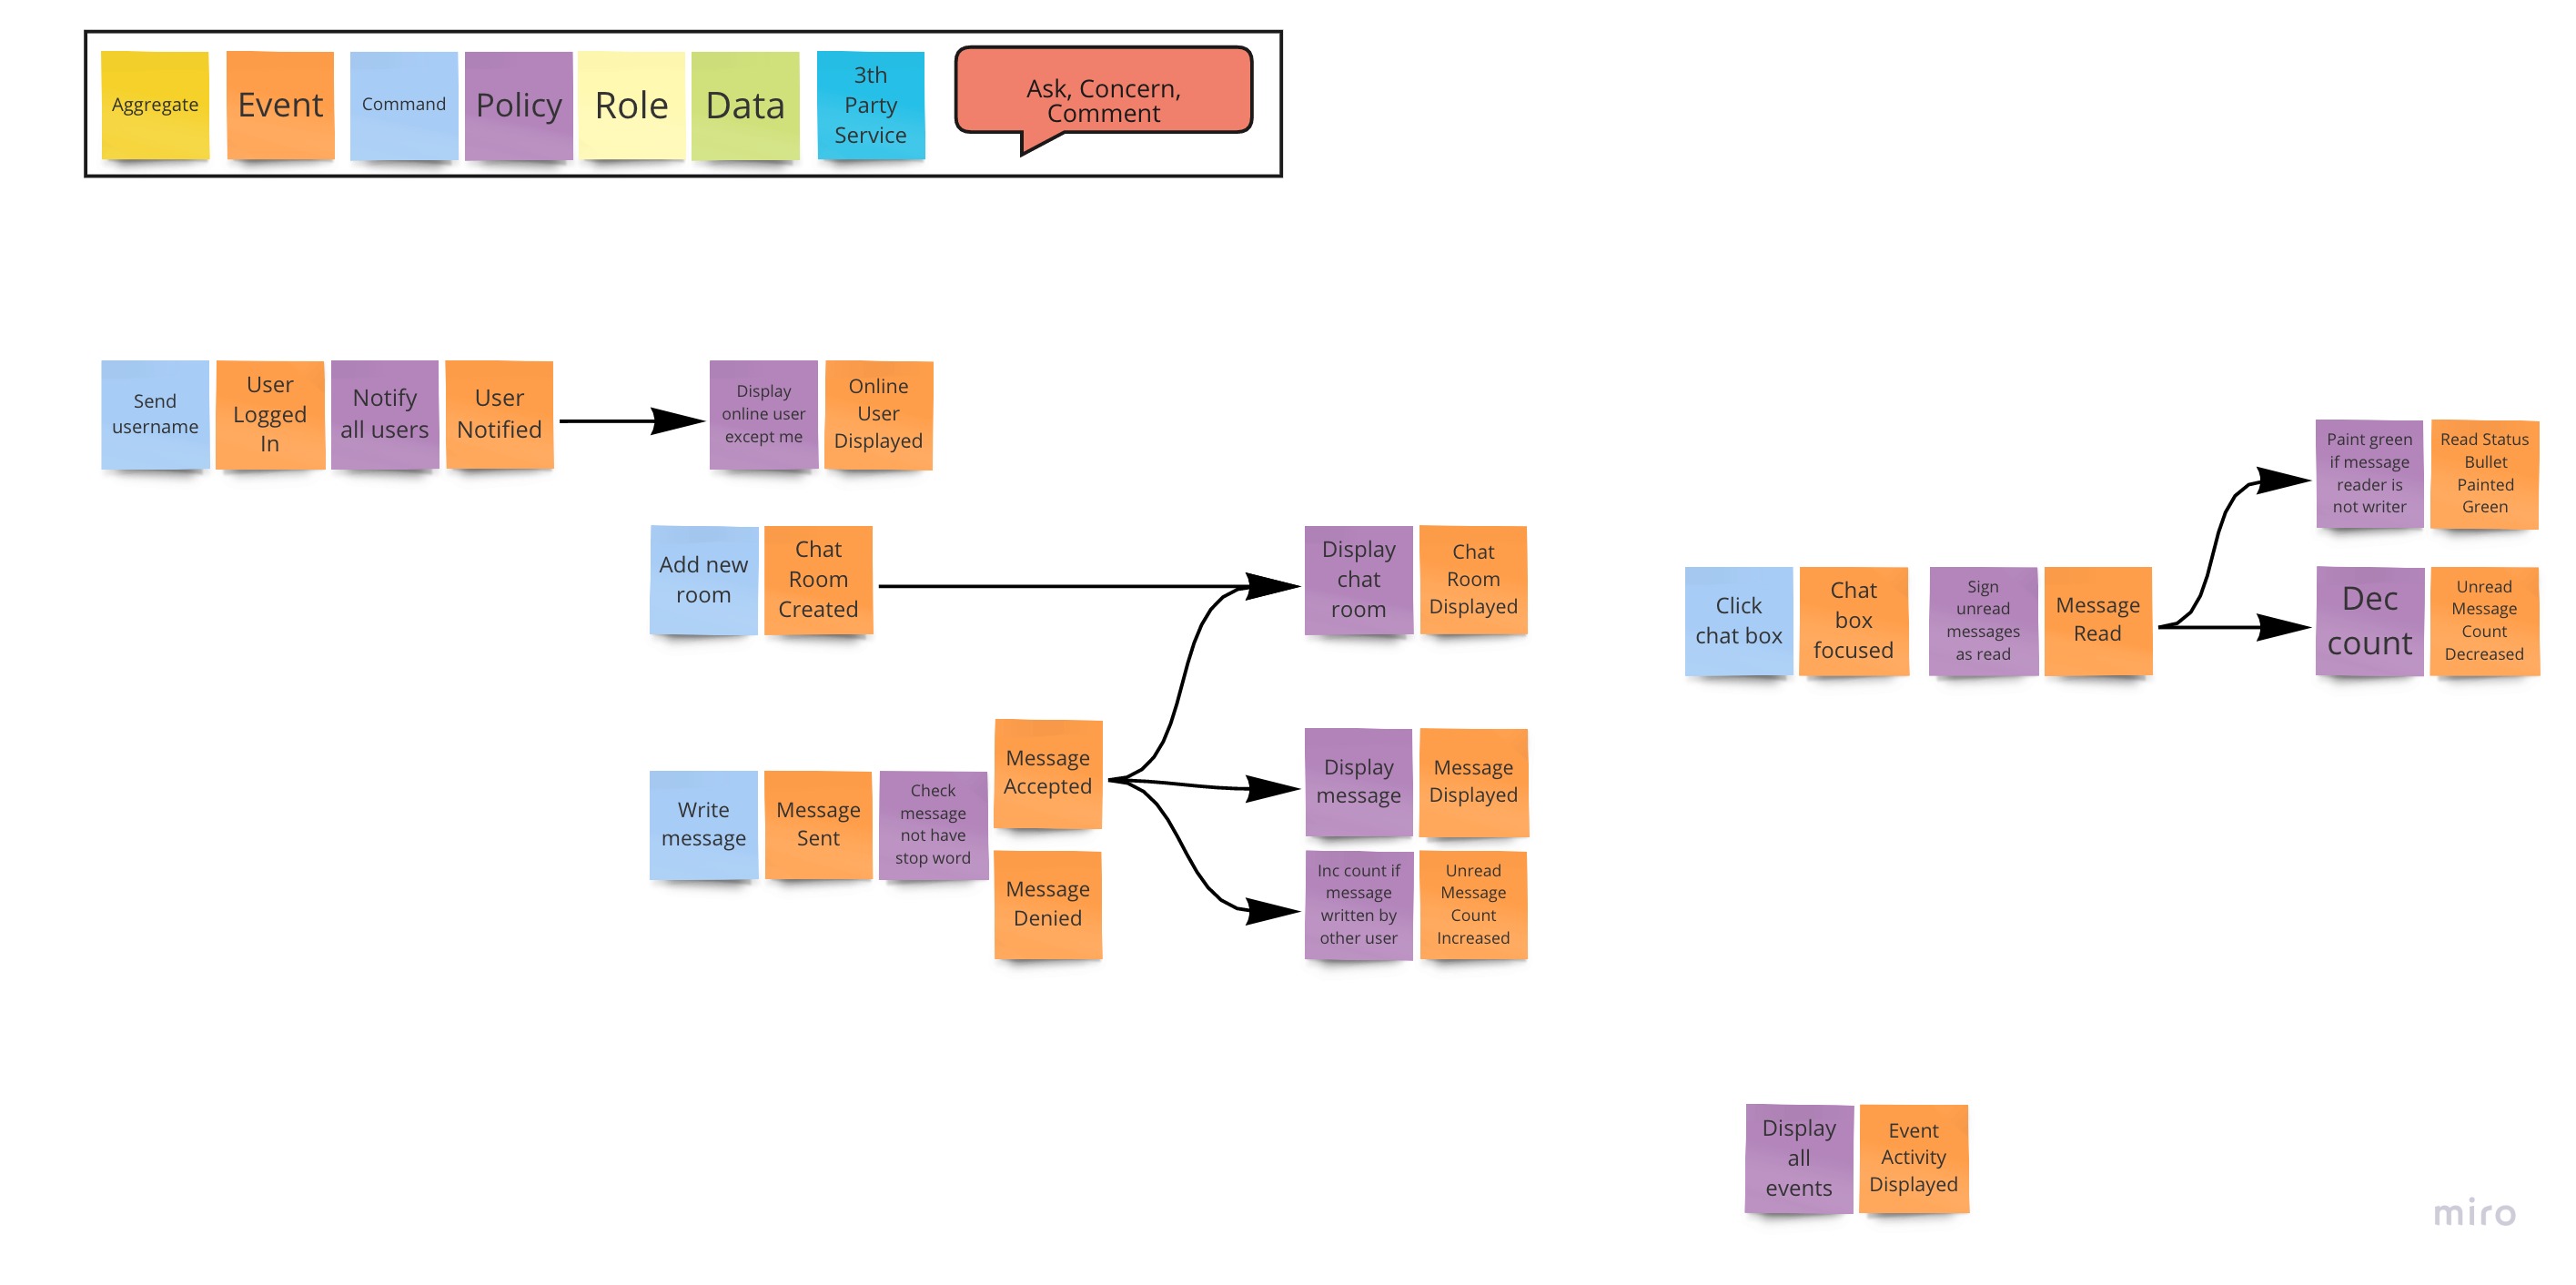 Aggregate
Event
Command
Policy
Role
Data
3th
Party
Service
Ask, Concern,
Comment
Send
username
User
Logged
In
Notify
all users
User
Notified
Display
online user
except me
Online
User
Displayed
Add new
room
Chat
Room
Created
Display
chat
room
Chat
Room
Displayed
Write
message
Message
Sent
Check
message
not have
stop word
Message
Accepted
Message
Denied
Display
message
Message
Displayed
Inc count if
message
written by
other user
Unread
Message
Count
Increased
Click
chat box
Chat
box
focused
Sign
unread
messages
as read
Message
Read
Paint green
if message
reader is
not writer
Read Status
Bullet
Painted
Green
Dec
count
Unread
Message
Count
Decreased
Display
all
events
Event
Activity
Displayed
miro